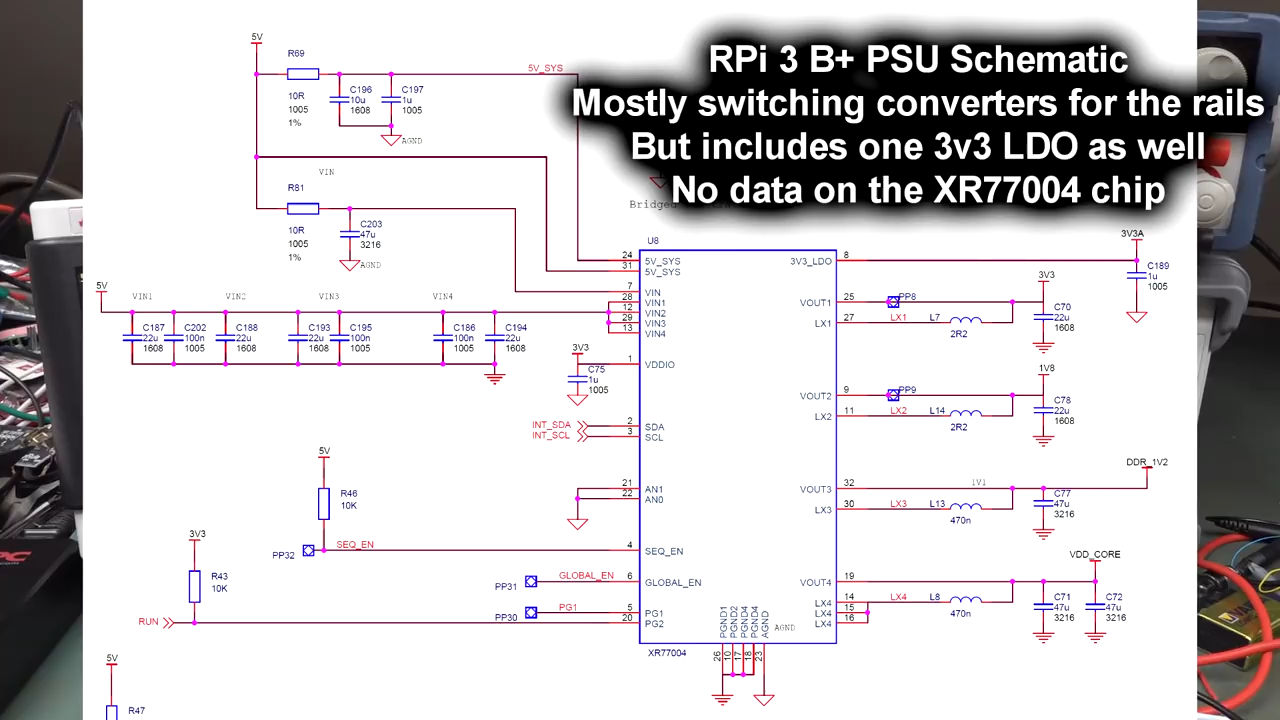 RPi 3 B+ PSU Schematic
Mostly switching converters for the rails
But includes one 3v3 LDO as well
No data on the XR77004 chip
5V
R69
10R
1005
1%
C196
10u
1608
C197
1u
1005
AGND
5V_SYS
VIN
R81
10R
1005
1%
C203
47u
3216
AGND
5V
VIN1
VIN2
VIN3
VIN4
C187
22u
1608
C202
100n
1005
C188
22u
1608
C193
22u
1608
C195
100n
1005
C186
100n
1005
C194
22u
1608
3V3
C75
1u
1005
INT_SDA
INT_SCL
5V
R46
10K
PP32
SEQ_EN
3V3
R43
10K
RUN
PP31
GLOBAL_EN
PP30
PG1
5V
R47
U8
24 5V_SYS
31 5V_SYS
7 VIN
28 VIN1
12 VIN2
29 VIN3
13 VIN4
1 VDDIO
2 SDA
3 SCL
21 AN1
22 AN0
4 SEQ_EN
6 GLOBAL_EN
5 PG1
20 PG2
3V3_LDO 8
VOUT1 25
LX1 27
VOUT2 9
LX2 11
VOUT3 32
LX3 30
VOUT4 19
LX4 14
LX4 15
LX4 16
PGND1
PGND2
PGND4
PGND4
AGND
AGND
26
10
17
18
23
XR77004
3V3A
C189
1u
1005
PP8
LX1
L7
2R2
3V3
C70
22u
1608
PP9
LX2
L14
2R2
1V8
C78
22u
1608
1V1
LX3
L13
470n
DDR_1V2
C77
47u
3216
LX4
L8
470n
VDD_CORE
C71
47u
3216
C72
47u
3216